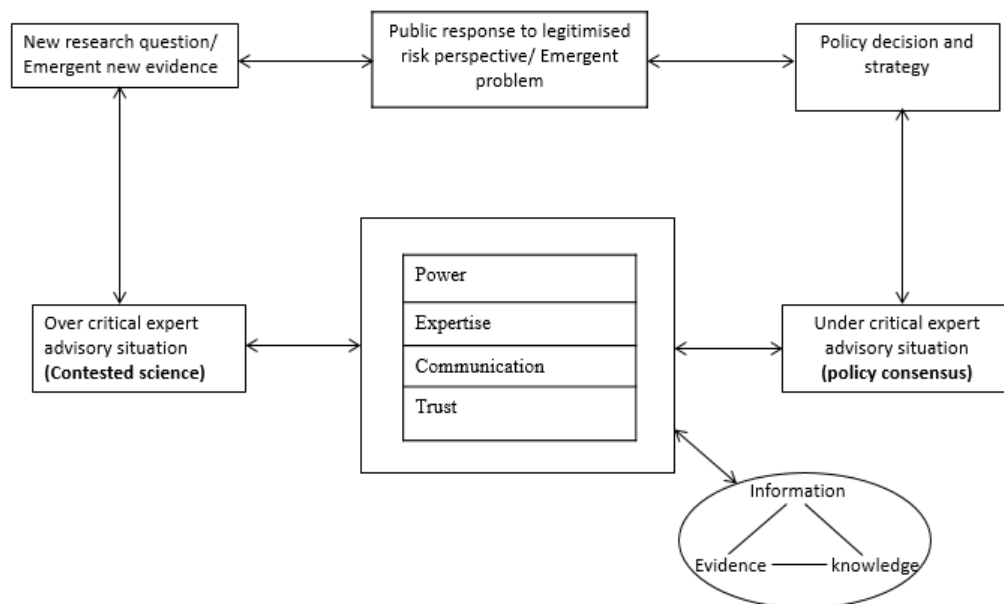 New research question/
Emergent new evidence
Public response to legitimised
risk perspective/ Emergent
problem
Policy decision and
strategy
Power
Expertise
Communication
Trust
Over critical expert
advisory situation
(Contested science)
Under critical expert
advisory situation
(policy consensus)
Information
Evidence
knowledge